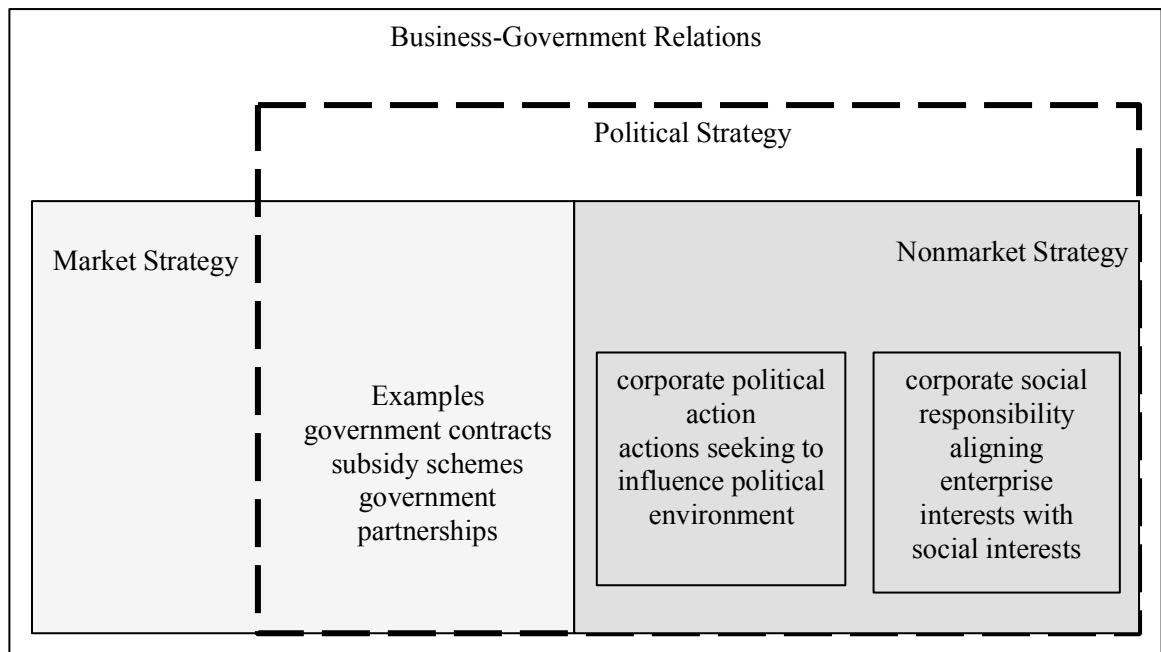 Business-Government Relations
Political Strategy
Market Strategy
Nonmarket Strategy
Examples
government contracts
subsidy schemes
government
partnerships
corporate political
action
actions seeking to
influence political
environment
corporate social
responsibility
aligning
enterprise
interests with
social interests